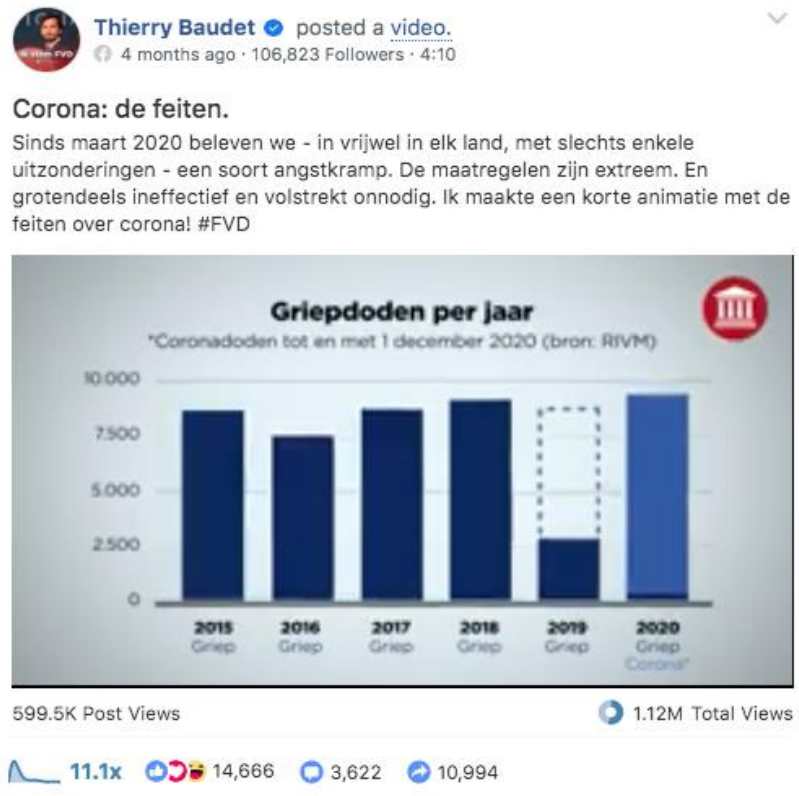 Thierry Baudet posted a video.
4 months ago · 106,823 Followers · 4:10
Corona: de feiten.
Sinds maart 2020 beleven we - in vrijwel in elk land, met slechts enkele
uitzonderingen - een soort angstkramp. De maatregelen zijn extreem. En
grotendeels ineffectief en volstrekt onnodig. Ik maakte een korte animatie met de
feiten over corona! #FVD
Griepdoden per jaar
*Coronadoden tot en met 1 december 2020 (bron: RIVM)
10.000
7.500
5.000
2.500
0
2015 2016 2017 2018 2019 2020
Griep Griep Griep Griep Griep Griep
Corona*
599.5K Post Views 1.12M Total Views
11.1x 14,666 3,622 10,994